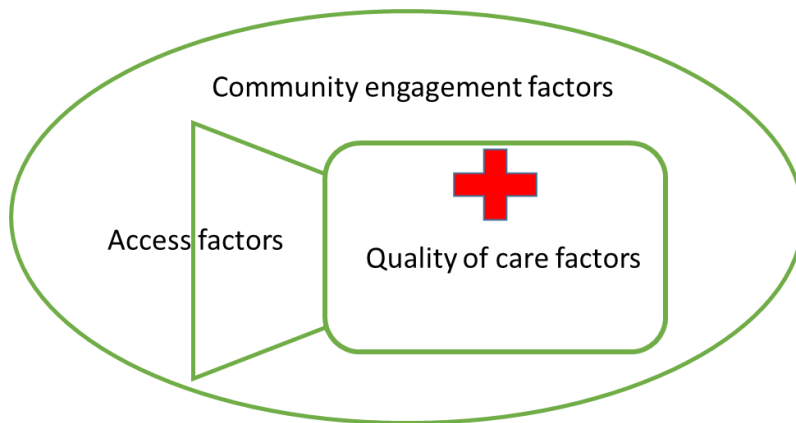 Community engagement factors
Access factors
Quality of care factors